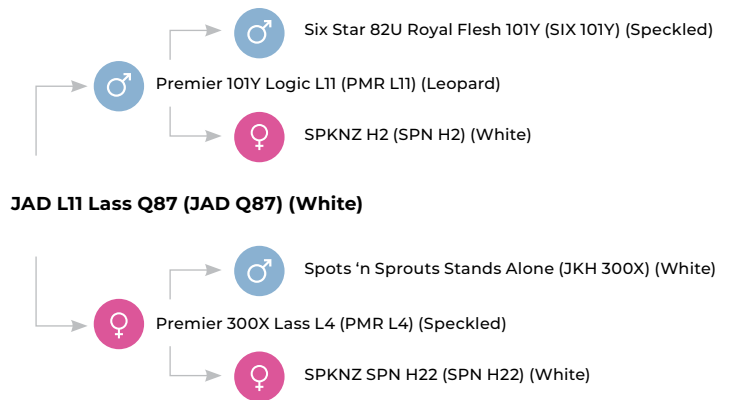 Six Star 82U Royal Flesh 101Y (SIX 101Y) (Speckled)
Premier 101Y Logic L11 (PMR L11) (Leopard)
SPKNZ H2 (SPN H2) (White)
JAD L11 Lass Q87 (JAD Q87) (White)
Spots ‘n Sprouts Stands Alone (JKH 300X) (White)
Premier 300X Lass L4 (PMR L4) (Speckled)
SPKNZ SPN H22 (SPN H22) (White)